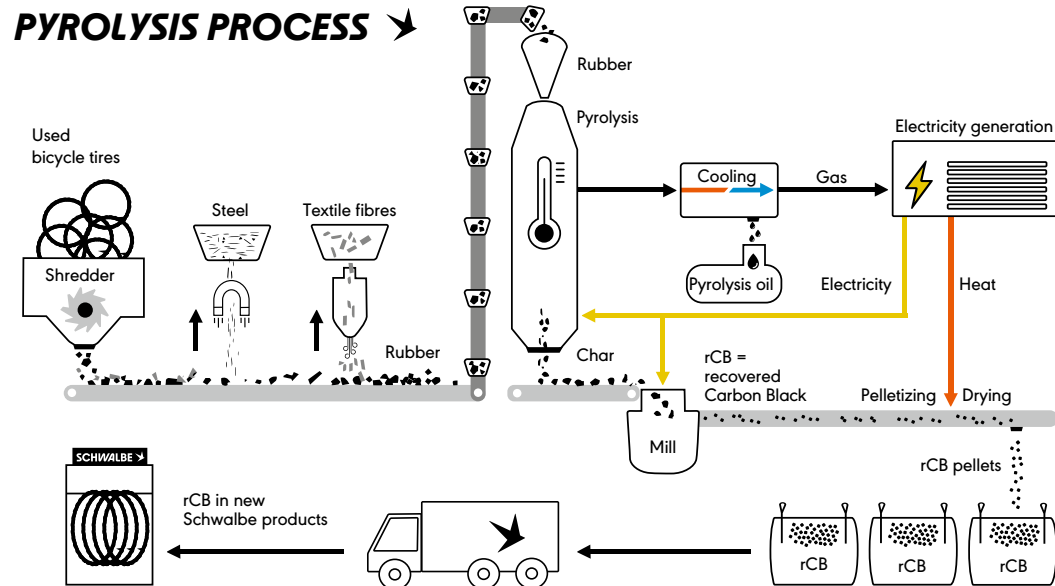 PYROLYSIS PROCESS
Used
bicycle tires
Shredder
Steel
Textile fibres
Rubber
Rubber
Pyrolysis
Char
Cooling
Gas
Pyrolysis oil
Electricity generation
Electricity
Heat
rCB =
recovered
Carbon Black
Mill
Pelletizing
Drying
rCB pellets
rCB
rCB
rCB
rCB in new
Schwalbe products
SCHWALBE